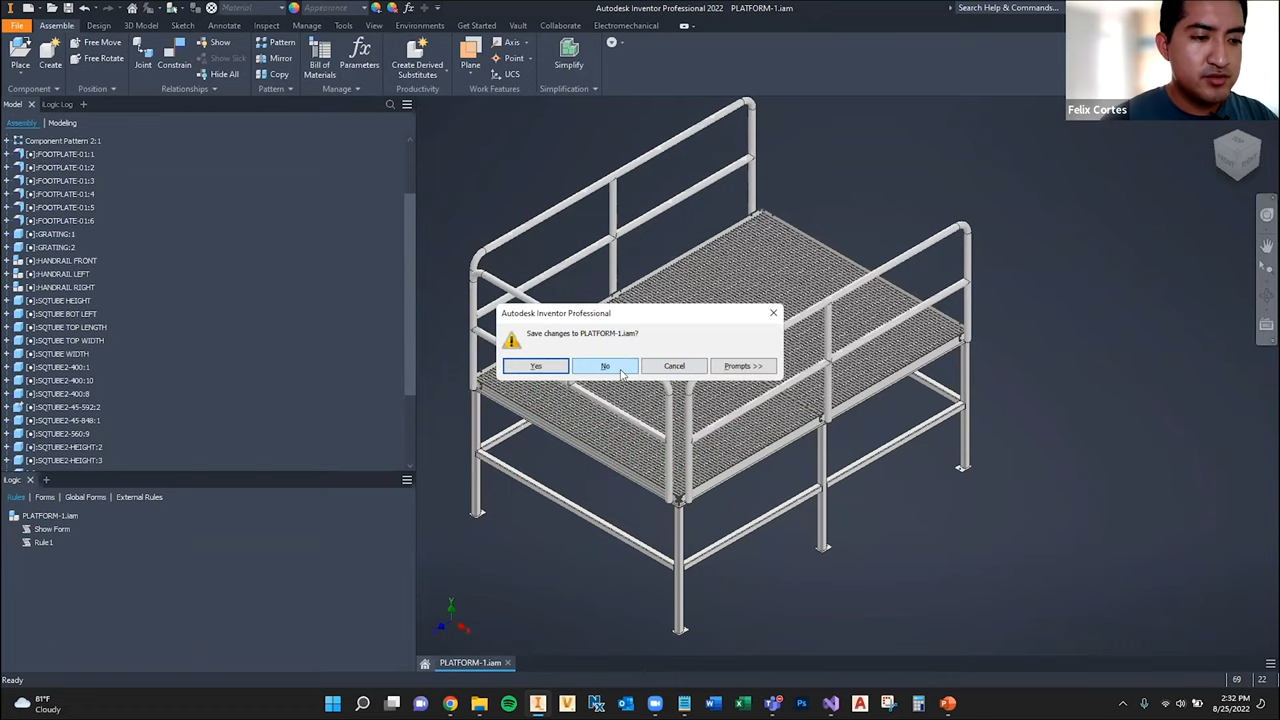 Material
Appearance
Autodesk Inventor Professional 2022 PLATFORM-1.iam
Search Help & Commands...
File Assemble Design 3D Model Sketch Annotate Inspect Manage Tools View Environments Get Started Vault Collaborate Electromechanical
Place
Create
Free Move
Free Rotate
Joint
Constrain
Show
Show Sick
Hide All
Pattern
Mirror
Copy
Bill of
Materials
Parameters
Create Derived
Substitutes
Plane
Axis
Point
UCS
Simplify
Component Position Relationships Pattern Manage Productivity Work Features Simplification
Felix Cortes
Model iLogic Log
Assembly Modeling
Component Pattern 2:1
[●]:FOOTPLATE-01:1
[●]:FOOTPLATE-01:2
[●]:FOOTPLATE-01:3
[●]:FOOTPLATE-01:4
[●]:FOOTPLATE-01:5
[●]:FOOTPLATE-01:6
[●]:GRATING:1
[●]:GRATING:2
[●]:HANDRAIL FRONT
[●]:HANDRAIL LEFT
[●]:HANDRAIL RIGHT
[●]:SQTUBE HEIGHT
[●]:SQTUBE BOT LEFT
[●]:SQTUBE TOP LENGTH
[●]:SQTUBE TOP WIDTH
[●]:SQTUBE WIDTH
[●]:SQTUBE2-400:1
[●]:SQTUBE2-400:10
[●]:SQTUBE2-400:8
[●]:SQTUBE2-45-592:2
[●]:SQTUBE2-45-848:1
[●]:SQTUBE2-560:9
[●]:SQTUBE2-HEIGHT:2
[●]:SQTUBE2-HEIGHT:3
iLogic
Rules Forms Global Forms External Rules
PLATFORM-1.iam
Show Form
Rule1
TOP
FRONT
RIGHT
Autodesk Inventor Professional
Save changes to PLATFORM-1.iam?
Yes No Cancel Prompts >>
Y
X
PLATFORM-1.iam
Ready
69 22
81°F
Cloudy
2:32 PM
8/25/2022